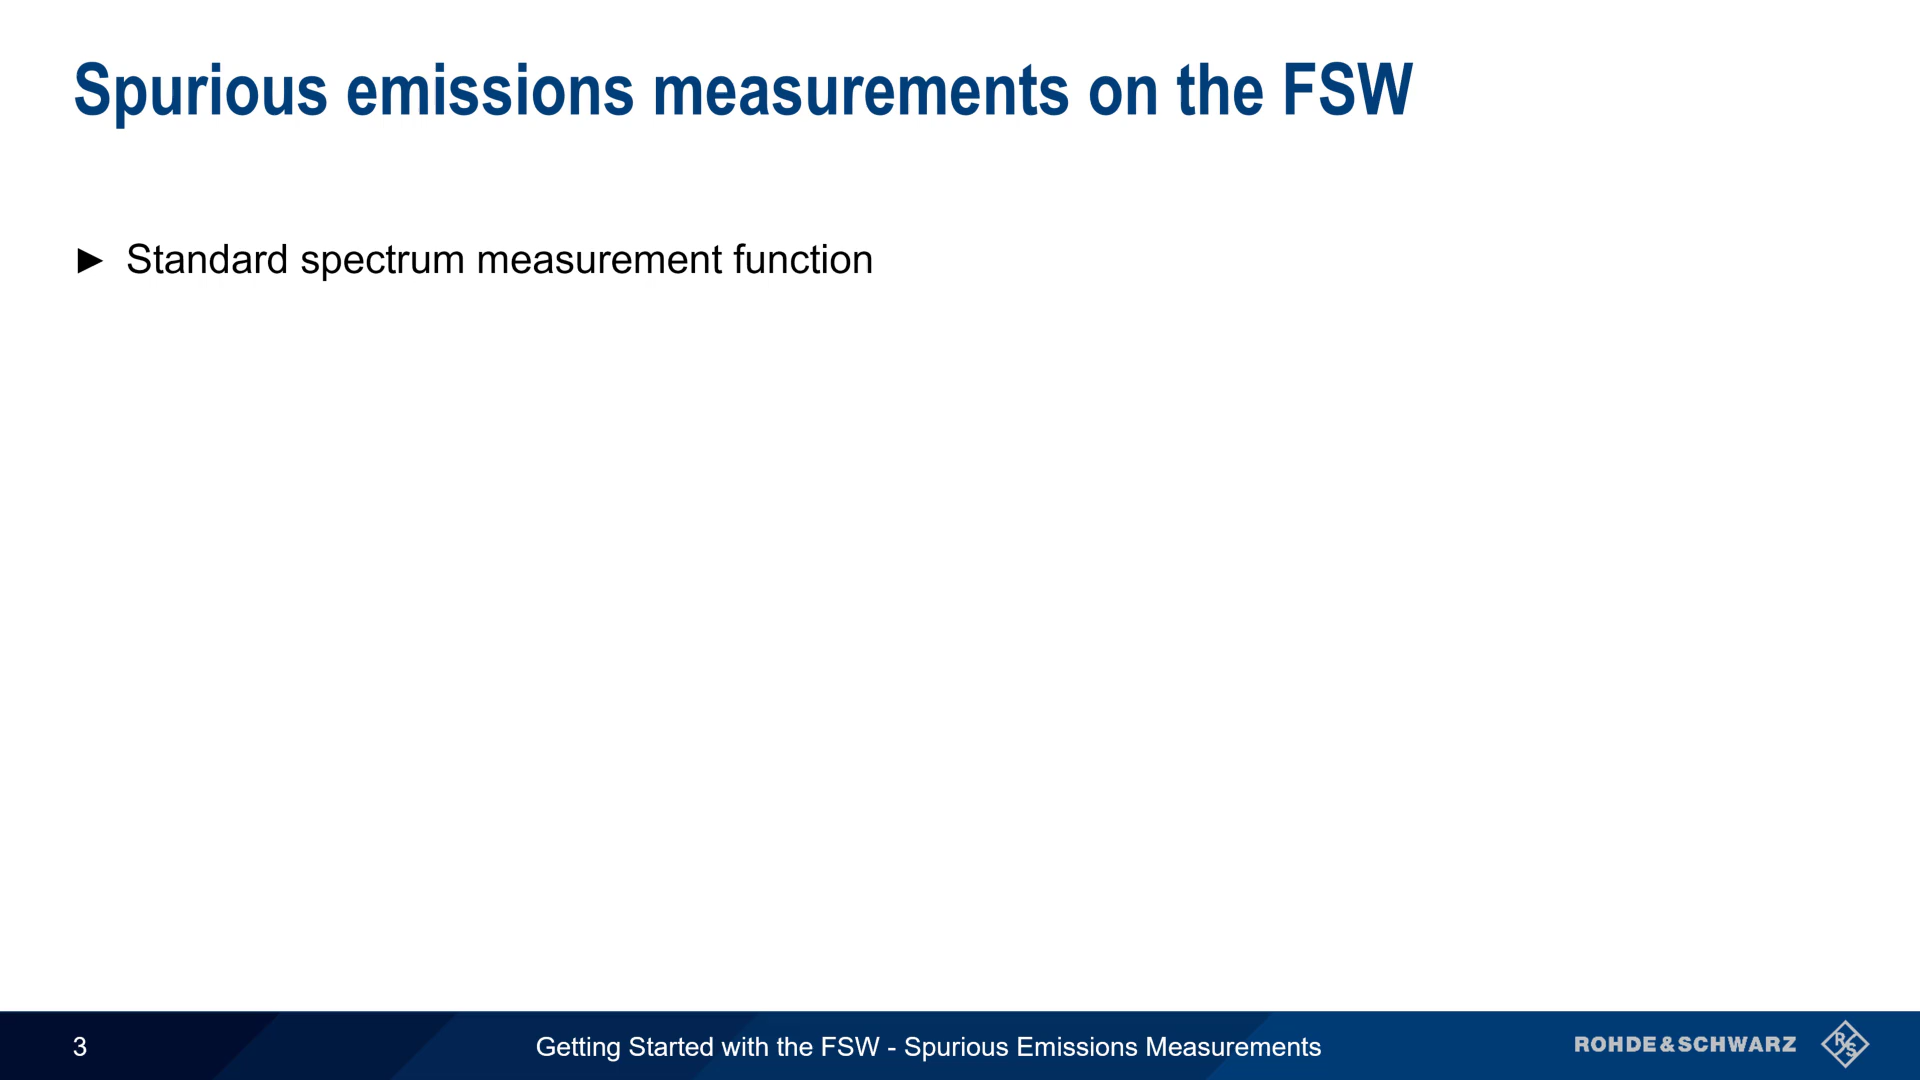 Spurious emissions measurements on the FSW
► Standard spectrum measurement function
3
Getting Started with the FSW - Spurious Emissions Measurements
ROHDE&SCHWARZ
R&S